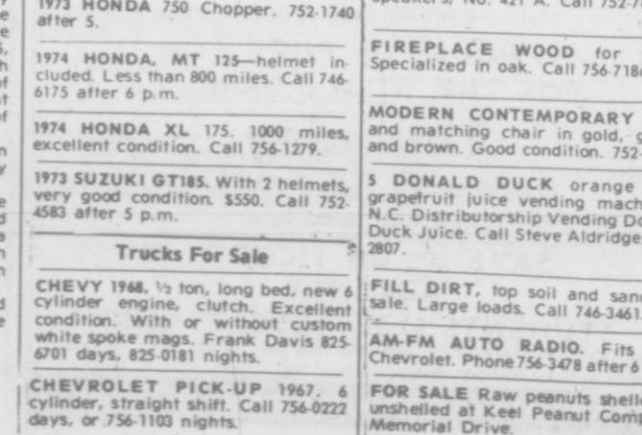 1973 HONDA 750 Chopper. 752-1740
after 5.
1974 HONDA, MT 125—helmet in-
cluded. Less than 800 miles. Call 746-
6175 after 6 p.m.
1974 HONDA XL 175. 1000 miles,
excellent condition. Call 756-1279.
1973 SUZUKI GT185. With 2 helmets,
very good condition. $550. Call 752-
4583 after 5 p.m.
Trucks For Sale
CHEVY 1968, ½ ton, long bed, new 6
cylinder engine, clutch. Excellent
condition. With or without custom
white spoke mags. Frank Davis 825-
6701 days, 825-0181 nights.
CHEVROLET PICK-UP 1967. 6
cylinder, straight shift. Call 756-0222
days, or 756-1103 nights.
No. 421 A. Call
FIREPLACE WOOD for
Specialized in oak. Call 756-7186
MODERN CONTEMPORARY
and matching chair in gold,
and brown. Good condition. 752-
5 DONALD DUCK orange
grapefruit juice vending
N.C. Distributorship Vending
Duck Juice. Call Steve Aldridge
2807.
FILL DIRT, top soil and
sale. Large loads. Call 746-3461
AM-FM AUTO RADIO. Fits
Chevrolet. Phone 756-3478 after 6
FOR SALE Raw peanuts
unshelled at Keel Peanut
Memorial Drive.